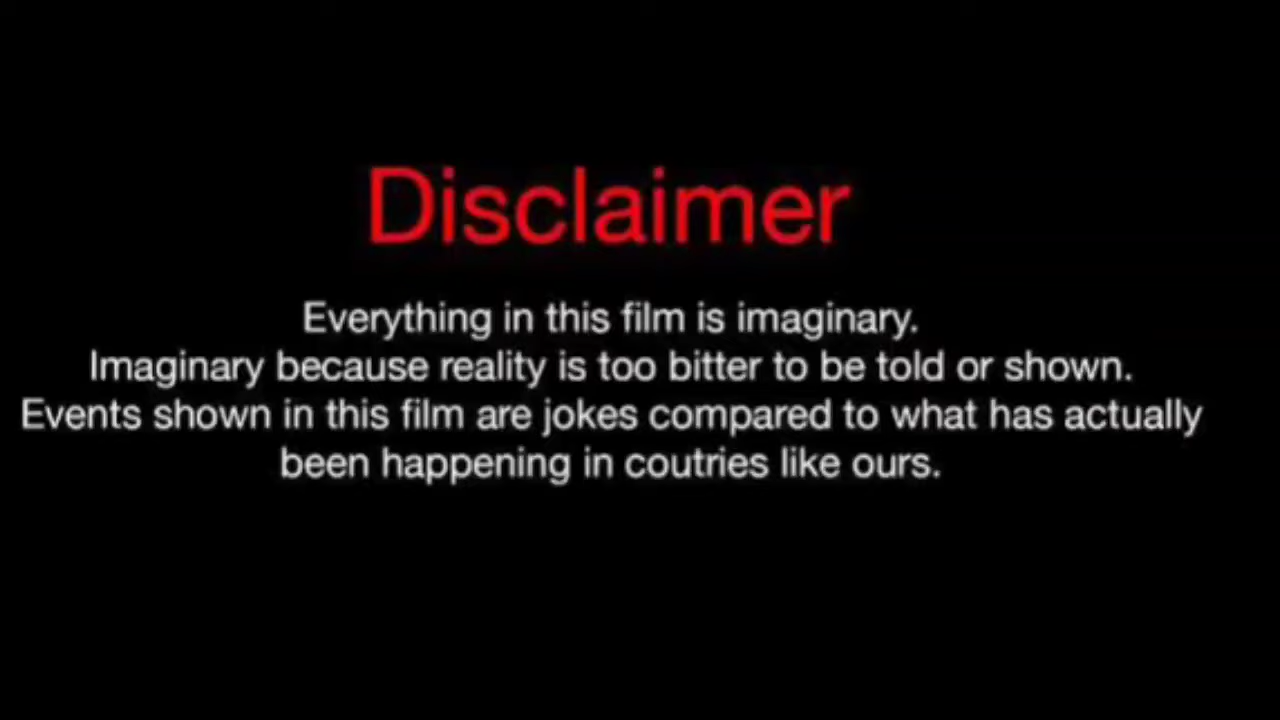 Disclaimer
Everything in this film is imaginary.
Imaginary because reality is too bitter to be told or shown.
Events shown in this film are jokes compared to what has actually
been happening in coutries like ours.